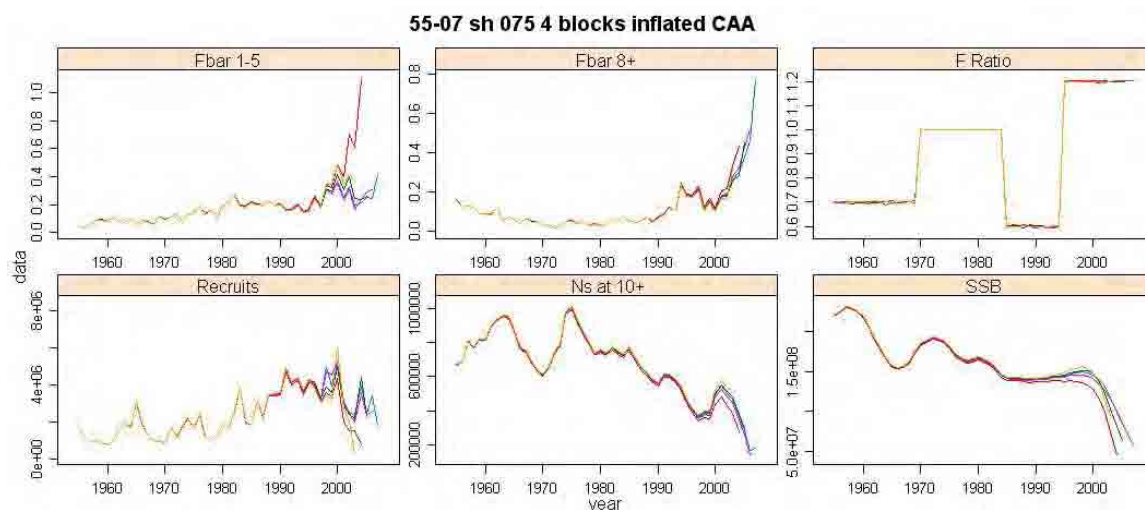 55-07 sh 075 4 blocks inflated CAA
Fbar 1-5
Fbar 8+
F Ratio
0.0 0.2 0.4 0.6 0.8 1.0
0.0 0.2 0.4 0.6 0.8
0.6 0.7 0.8 0.9 1.0 1.1 1.2
1960 1970 1980 1990 2000
1960 1970 1980 1990 2000
1960 1970 1980 1990 2000
data
Recruits
Ns at 10+
SSB
0e+00 4e+06 8e+06
200000 600000 1000000
5.0e+07 1.5e+08
1960 1970 1980 1990 2000
1960 1970 1980 1990 2000
1960 1970 1980 1990 2000
year